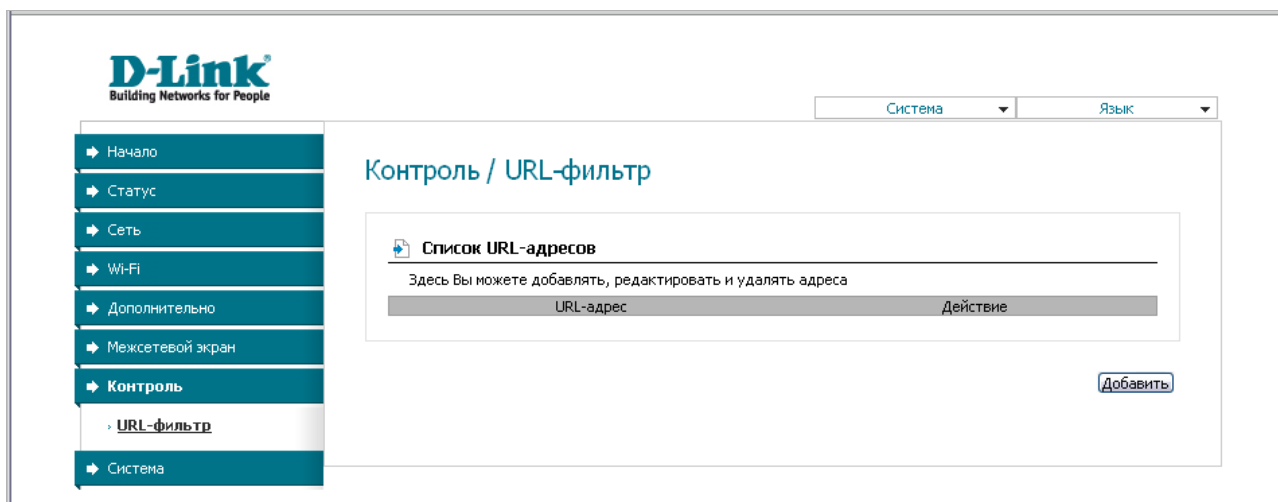 D-Link
Building Networks for People
Система
Язык
Начало
Статус
Сеть
Wi-Fi
Дополнительно
Межсетевой экран
Контроль
URL-фильтр
Система
Контроль / URL-фильтр
Список URL-адресов
Здесь Вы можете добавлять, редактировать и удалять адреса
URL-адрес Действие
Добавить